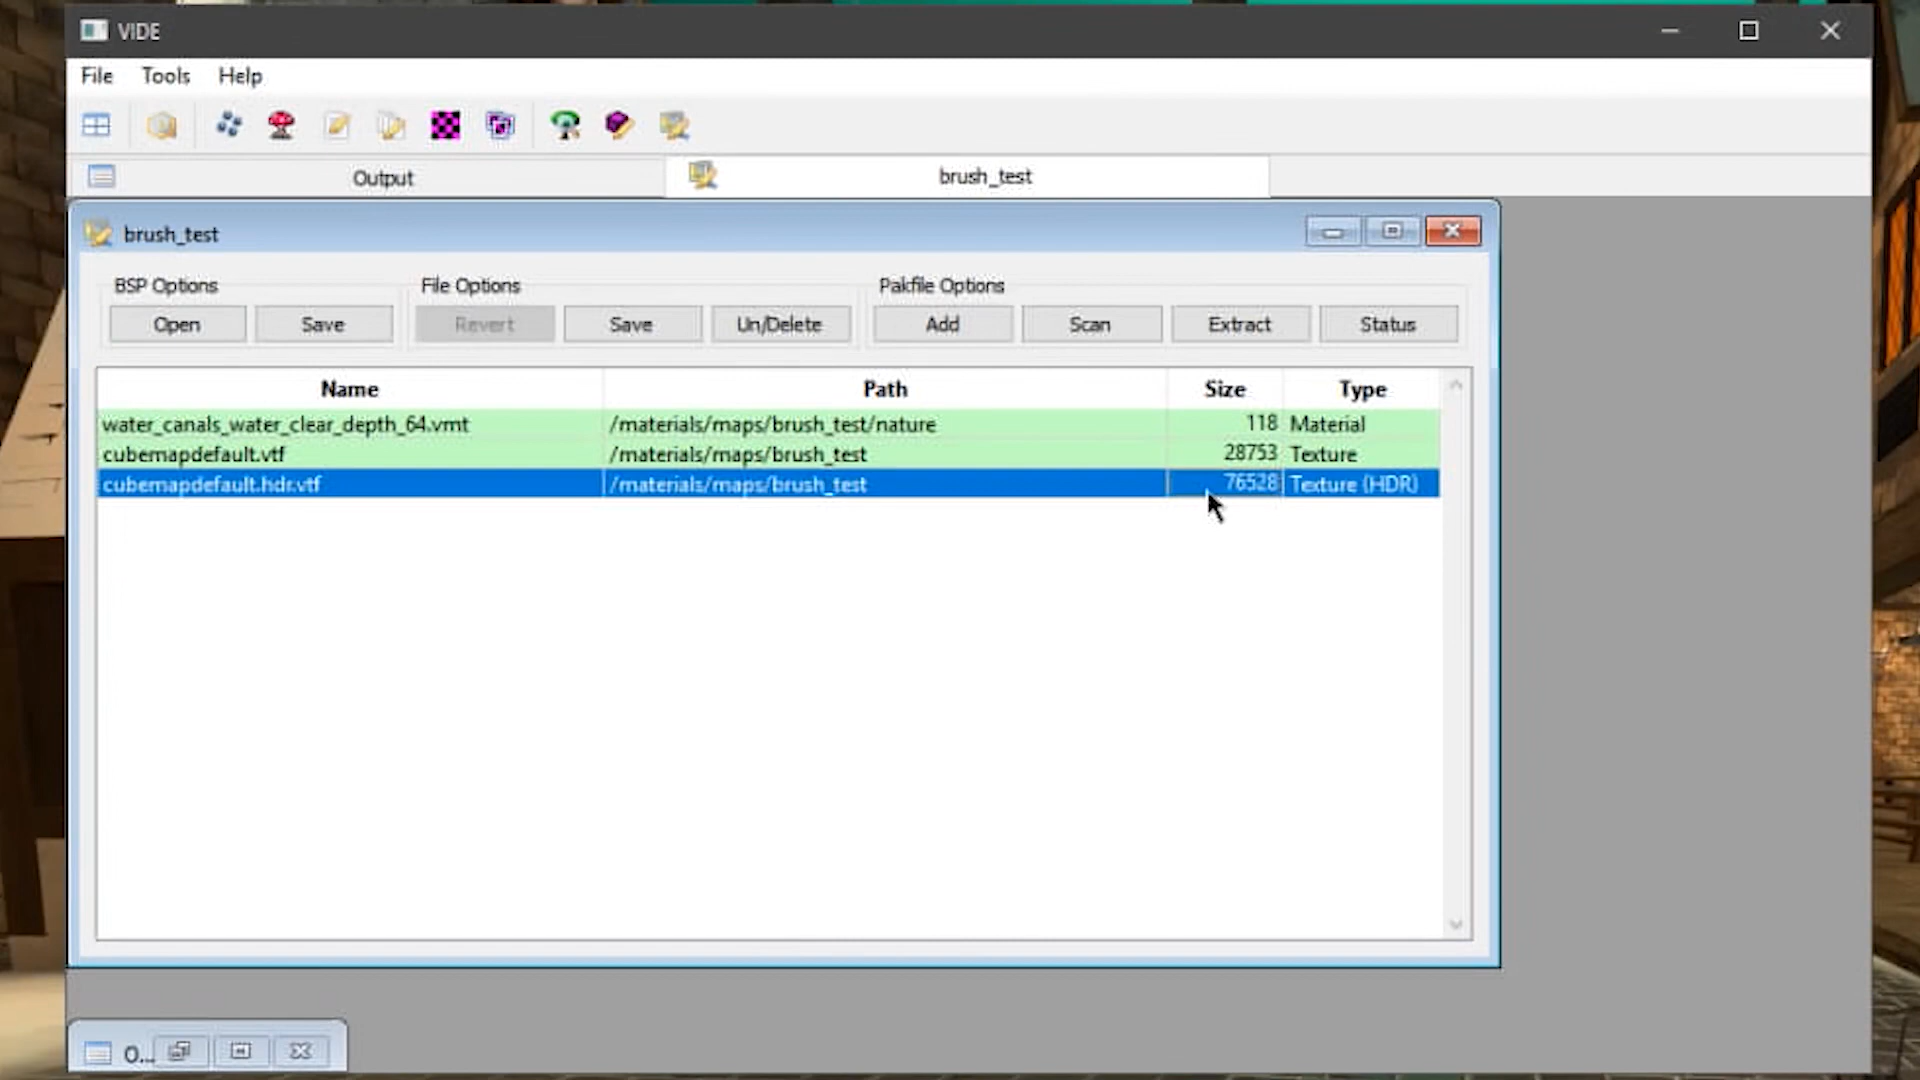 VIDE
File Tools Help
Output brush_test
brush_test
BSP Options File Options Pakfile Options
Open Save Revert Save Un/Delete Add Scan Extract Status
Name Path Size Type
water_canals_water_clear_depth_64.vmt /materials/maps/brush_test/nature 118 Material
cubemapdefault.vtf /materials/maps/brush_test 28753 Texture
cubemapdefault.hdr.vtf /materials/maps/brush_test 76528 Texture (HDR)
O...